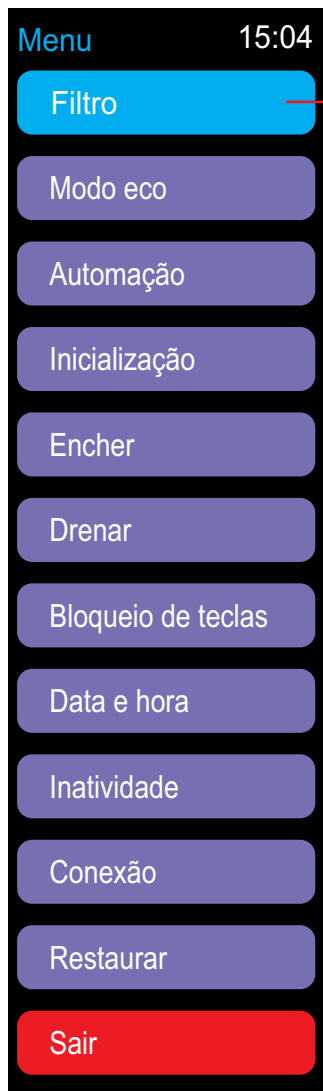 Menu 15:04
Filtro
Modo eco
Automação
Inicialização
Encher
Drenar
Bloqueio de teclas
Data e hora
Inatividade
Conexão
Restaurar
Sair